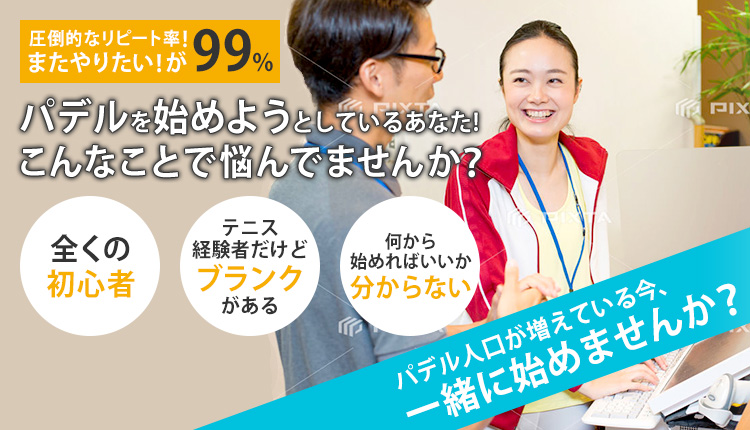 圧倒的なリピート率!
またやりたい!が99%
パデルを始めようとしているあなた!
こんなことで悩んでませんか?
全くの
初心者
テニス
経験者だけど
ブランク
がある
何から
始めればいいか
分からない
パデル人口が増えている今、
一緒に始めませんか?
PIXTA
PIXTA